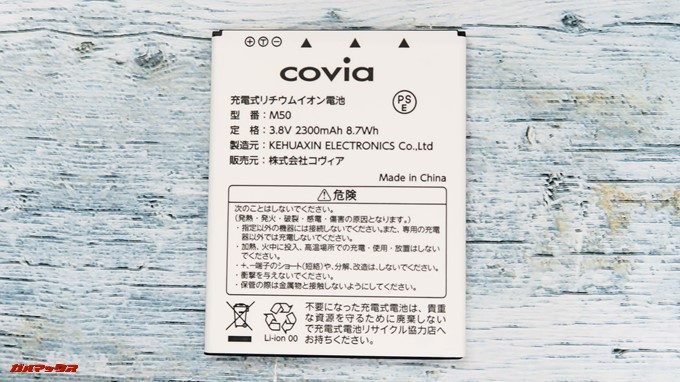 + T −
covia
充電式リチウムイオン電池
型　番：M50
定　格：3.8V 2300mAh 8.7Wh
製造元：KEHUAXIN ELECTRONICS Co.,Ltd
販売元：株式会社コヴィア
PS
E
Made in China
⚠危険
次のことはしないでください。
(発熱・発火・破裂・感電・傷害の原因となります。)
・指定以外の機器には接続しないでください。また、専用の充電
器以外では充電しないでください。
・加熱、火中に投入、高温場所での充電・使用・放置はしない
でください。
・+、−端子のショート(短絡)や、分解、改造は、しないでください。
・衝撃を与えないでください。
・保管の際は金属物と接触しないようにしてください。
Li-ion 00
不要になった充電式電池は、貴重
な資源を守るために廃棄しない
で充電式電池リサイクル協力店へ
お持ちください。
ガルマックス